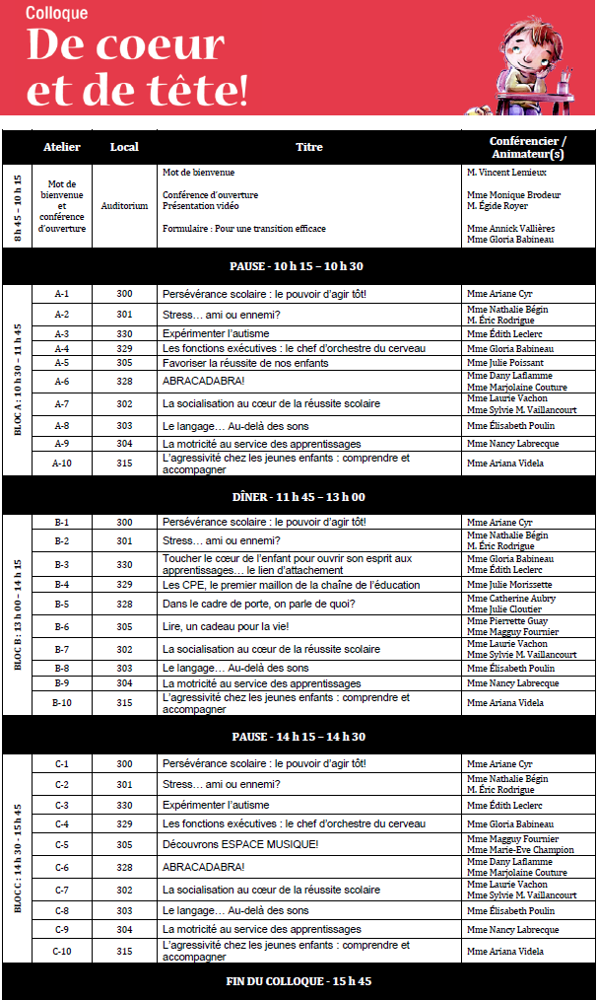 Colloque
De coeur
et de tête!
Atelier Local Titre Conférencier / Animateur(s)
8 h 45 – 10 h 15
Mot de bienvenue et conférence d'ouverture
Auditorium
Mot de bienvenue M. Vincent Lemieux
Conférence d'ouverture Mme Monique Brodeur
Présentation vidéo M. Égide Royer
Formulaire : Pour une transition efficace Mme Annick Vallières
Mme Gloria Babineau
PAUSE - 10 h 15 – 10 h 30
BLOC A : 10 h 30 – 11 h 45
A-1 300 Persévérance scolaire : le pouvoir d'agir tôt! Mme Ariane Cyr
A-2 301 Stress… ami ou ennemi? Mme Nathalie Bégin
M. Éric Rodrigue
A-3 330 Expérimenter l'autisme Mme Édith Leclerc
A-4 329 Les fonctions exécutives : le chef d'orchestre du cerveau Mme Gloria Babineau
A-5 305 Favoriser la réussite de nos enfants Mme Julie Poissant
A-6 328 ABRACADABRA! Mme Dany Laflamme
Mme Marjolaine Couture
A-7 302 La socialisation au cœur de la réussite scolaire Mme Laurie Vachon
Mme Sylvie M. Vaillancourt
A-8 303 Le langage… Au-delà des sons Mme Élisabeth Poulin
A-9 304 La motricité au service des apprentissages Mme Nancy Labrecque
A-10 315 L'agressivité chez les jeunes enfants : comprendre et
accompagner Mme Ariana Videla
DÎNER - 11 h 45 – 13 h 00
BLOC B : 13 h 00 – 14 h 15
B-1 300 Persévérance scolaire : le pouvoir d'agir tôt! Mme Ariane Cyr
B-2 301 Stress… ami ou ennemi? Mme Nathalie Bégin
M. Éric Rodrigue
B-3 330 Toucher le cœur de l'enfant pour ouvrir son esprit aux Mme Gloria Babineau
apprentissages… le lien d'attachement Mme Édith Leclerc
B-4 329 Les CPE, le premier maillon de la chaîne de l'éducation Mme Julie Morissette
B-5 328 Dans le cadre de porte, on parle de quoi? Mme Catherine Aubry
Mme Julie Cloutier
B-6 305 Lire, un cadeau pour la vie! Mme Pierrette Guay
Mme Magguy Fournier
B-7 302 La socialisation au cœur de la réussite scolaire Mme Laurie Vachon
Mme Sylvie M. Vaillancourt
B-8 303 Le langage… Au-delà des sons Mme Élisabeth Poulin
B-9 304 La motricité au service des apprentissages Mme Nancy Labrecque
B-10 315 L'agressivité chez les jeunes enfants : comprendre et
accompagner Mme Ariana Videla
PAUSE - 14 h 15 – 14 h 30
BLOC C : 14 h 30 - 15 h 45
C-1 300 Persévérance scolaire : le pouvoir d'agir tôt! Mme Ariane Cyr
C-2 301 Stress… ami ou ennemi? Mme Nathalie Bégin
M. Éric Rodrigue
C-3 330 Expérimenter l'autisme Mme Édith Leclerc
C-4 329 Les fonctions exécutives : le chef d'orchestre du cerveau Mme Gloria Babineau
C-5 305 Découvrons ESPACE MUSIQUE! Mme Magguy Fournier
Mme Marie-Eve Champion
C-6 328 ABRACADABRA! Mme Dany Laflamme
Mme Marjolaine Couture
C-7 302 La socialisation au cœur de la réussite scolaire Mme Laurie Vachon
Mme Sylvie M. Vaillancourt
C-8 303 Le langage… Au-delà des sons Mme Élisabeth Poulin
C-9 304 La motricité au service des apprentissages Mme Nancy Labrecque
C-10 315 L'agressivité chez les jeunes enfants : comprendre et
accompagner Mme Ariana Videla
FIN DU COLLOQUE - 15 h 45